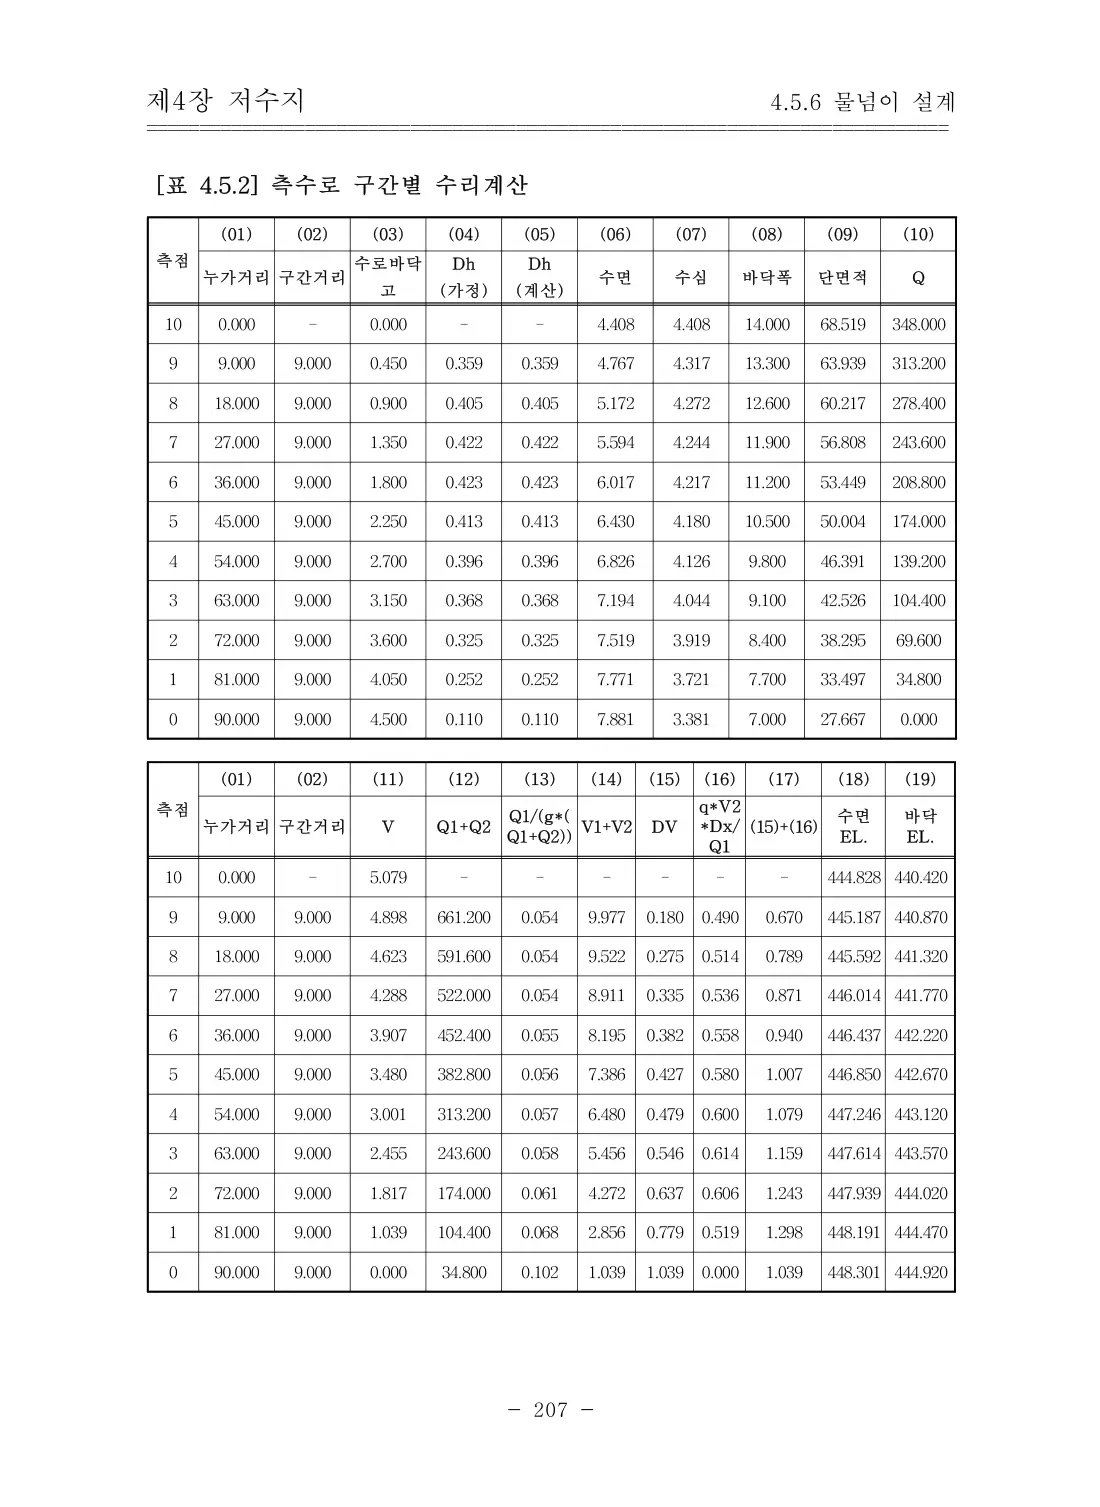 제4장 저수지 4.5.6 물넘이 설계
[표 4.5.2] 측수로 구간별 수리계산
측점 (01) (02) (03) (04) (05) (06) (07) (08) (09) (10)
누가거리 구간거리 수로바닥고 Dh (가정) Dh (계산) 수면 수심 바닥폭 단면적 Q
10 0.000 - 0.000 - - 4.408 4.408 14.000 68.519 348.000
9 9.000 9.000 0.450 0.359 0.359 4.767 4.317 13.300 63.939 313.200
8 18.000 9.000 0.900 0.405 0.405 5.172 4.272 12.600 60.217 278.400
7 27.000 9.000 1.350 0.422 0.422 5.594 4.244 11.900 56.808 243.600
6 36.000 9.000 1.800 0.423 0.423 6.017 4.217 11.200 53.449 208.800
5 45.000 9.000 2.250 0.413 0.413 6.430 4.180 10.500 50.004 174.000
4 54.000 9.000 2.700 0.396 0.396 6.826 4.126 9.800 46.391 139.200
3 63.000 9.000 3.150 0.368 0.368 7.194 4.044 9.100 42.526 104.400
2 72.000 9.000 3.600 0.325 0.325 7.519 3.919 8.400 38.295 69.600
1 81.000 9.000 4.050 0.252 0.252 7.771 3.721 7.700 33.497 34.800
0 90.000 9.000 4.500 0.110 0.110 7.881 3.381 7.000 27.667 0.000
측점 (01) (02) (11) (12) (13) (14) (15) (16) (17) (18) (19)
누가거리 구간거리 V Q1+Q2 Q1/(g*(Q1+Q2)) V1+V2 DV q*V2*Dx/Q1 (15)+(16) 수면 EL. 바닥 EL.
10 0.000 - 5.079 - - - - - - 444.828 440.420
9 9.000 9.000 4.898 661.200 0.054 9.977 0.180 0.490 0.670 445.187 440.870
8 18.000 9.000 4.623 591.600 0.054 9.522 0.275 0.514 0.789 445.592 441.320
7 27.000 9.000 4.288 522.000 0.054 8.911 0.335 0.536 0.871 446.014 441.770
6 36.000 9.000 3.907 452.400 0.055 8.195 0.382 0.558 0.940 446.437 442.220
5 45.000 9.000 3.480 382.800 0.056 7.386 0.427 0.580 1.007 446.850 442.670
4 54.000 9.000 3.001 313.200 0.057 6.480 0.479 0.600 1.079 447.246 443.120
3 63.000 9.000 2.455 243.600 0.058 5.456 0.546 0.614 1.159 447.614 443.570
2 72.000 9.000 1.817 174.000 0.061 4.272 0.637 0.606 1.243 447.939 444.020
1 81.000 9.000 1.039 104.400 0.068 2.856 0.779 0.519 1.298 448.191 444.470
0 90.000 9.000 0.000 34.800 0.102 1.039 1.039 0.000 1.039 448.301 444.920
- 207 -